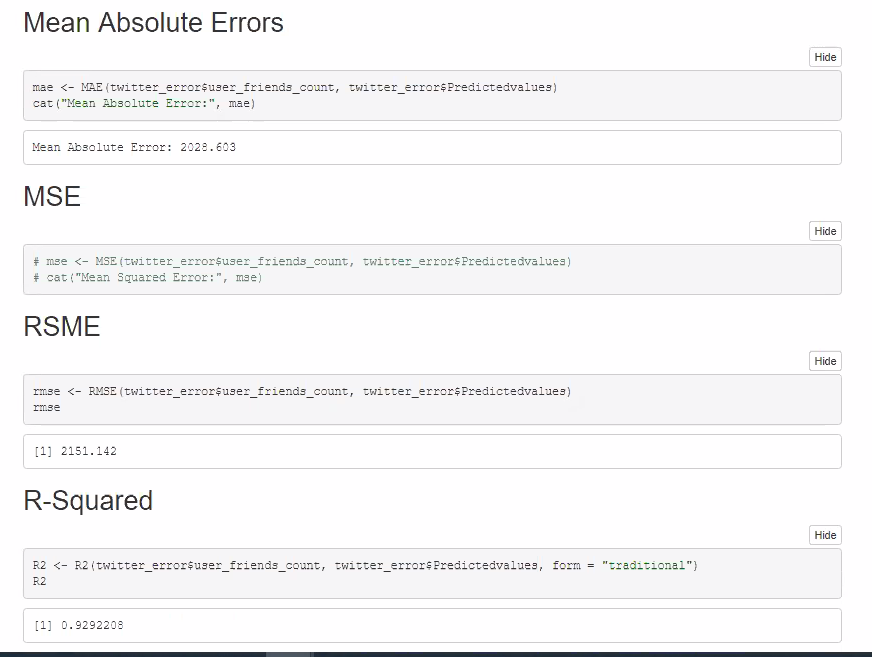 Mean Absolute Errors
Hide
mae <- MAE(twitter_error$user_friends_count, twitter_error$Predictedvalues)
cat("Mean Absolute Error:", mae)
Mean Absolute Error: 2028.603
MSE
Hide
# mse <- MSE(twitter_error$user_friends_count, twitter_error$Predictedvalues)
# cat("Mean Squared Error:", mse)
RSME
Hide
rmse <- RMSE(twitter_error$user_friends_count, twitter_error$Predictedvalues)
rmse
[1] 2151.142
R-Squared
Hide
R2 <- R2(twitter_error$user_friends_count, twitter_error$Predictedvalues, form = "traditional")
R2
[1] 0.9292208